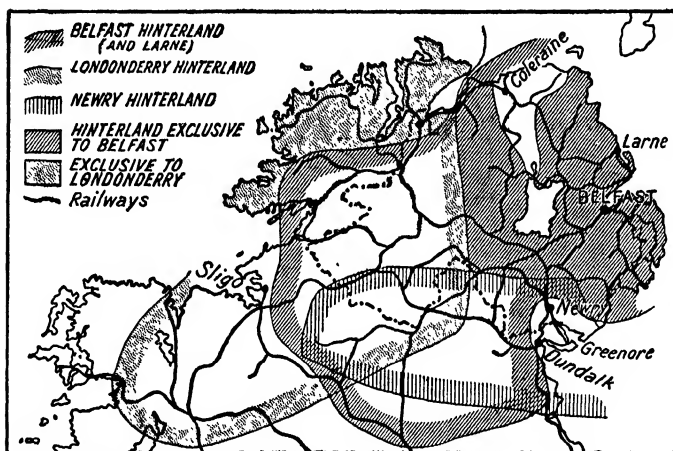 BELFAST HINTERLAND
(AND LARNE)
LONDONDERRY HINTERLAND
NEWRY HINTERLAND
HINTERLAND EXCLUSIVE
TO BELFAST
EXCLUSIVE TO
LONDONDERRY
Railways
Coleraine
Larne
BELFAST
Sligo
Newry
Greenore
Dundalk